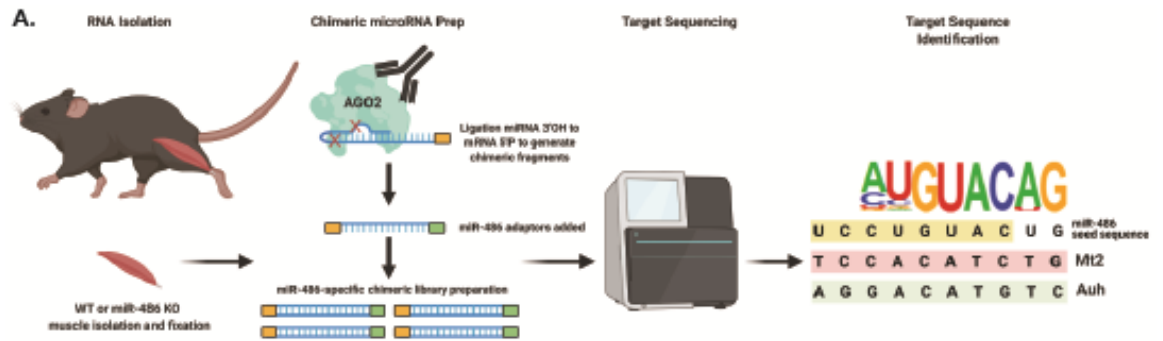 A.
RNA Isolation
Chimeric microRNA Prep
Target Sequencing
Target Sequence
Identification
AGO2
Ligation miRNA 3'OH to
mRNA 5'P to generate
chimeric fragments
miR-486 adaptors added
miR-486-specific chimeric library preparation
WT or miR-486 KO
muscle isolation and fixation
AUGUACAG
U C C U G U A C U G
miR-486
seed sequence
T C C A C A T C T G Mt2
A G G A C A T G T C Auh